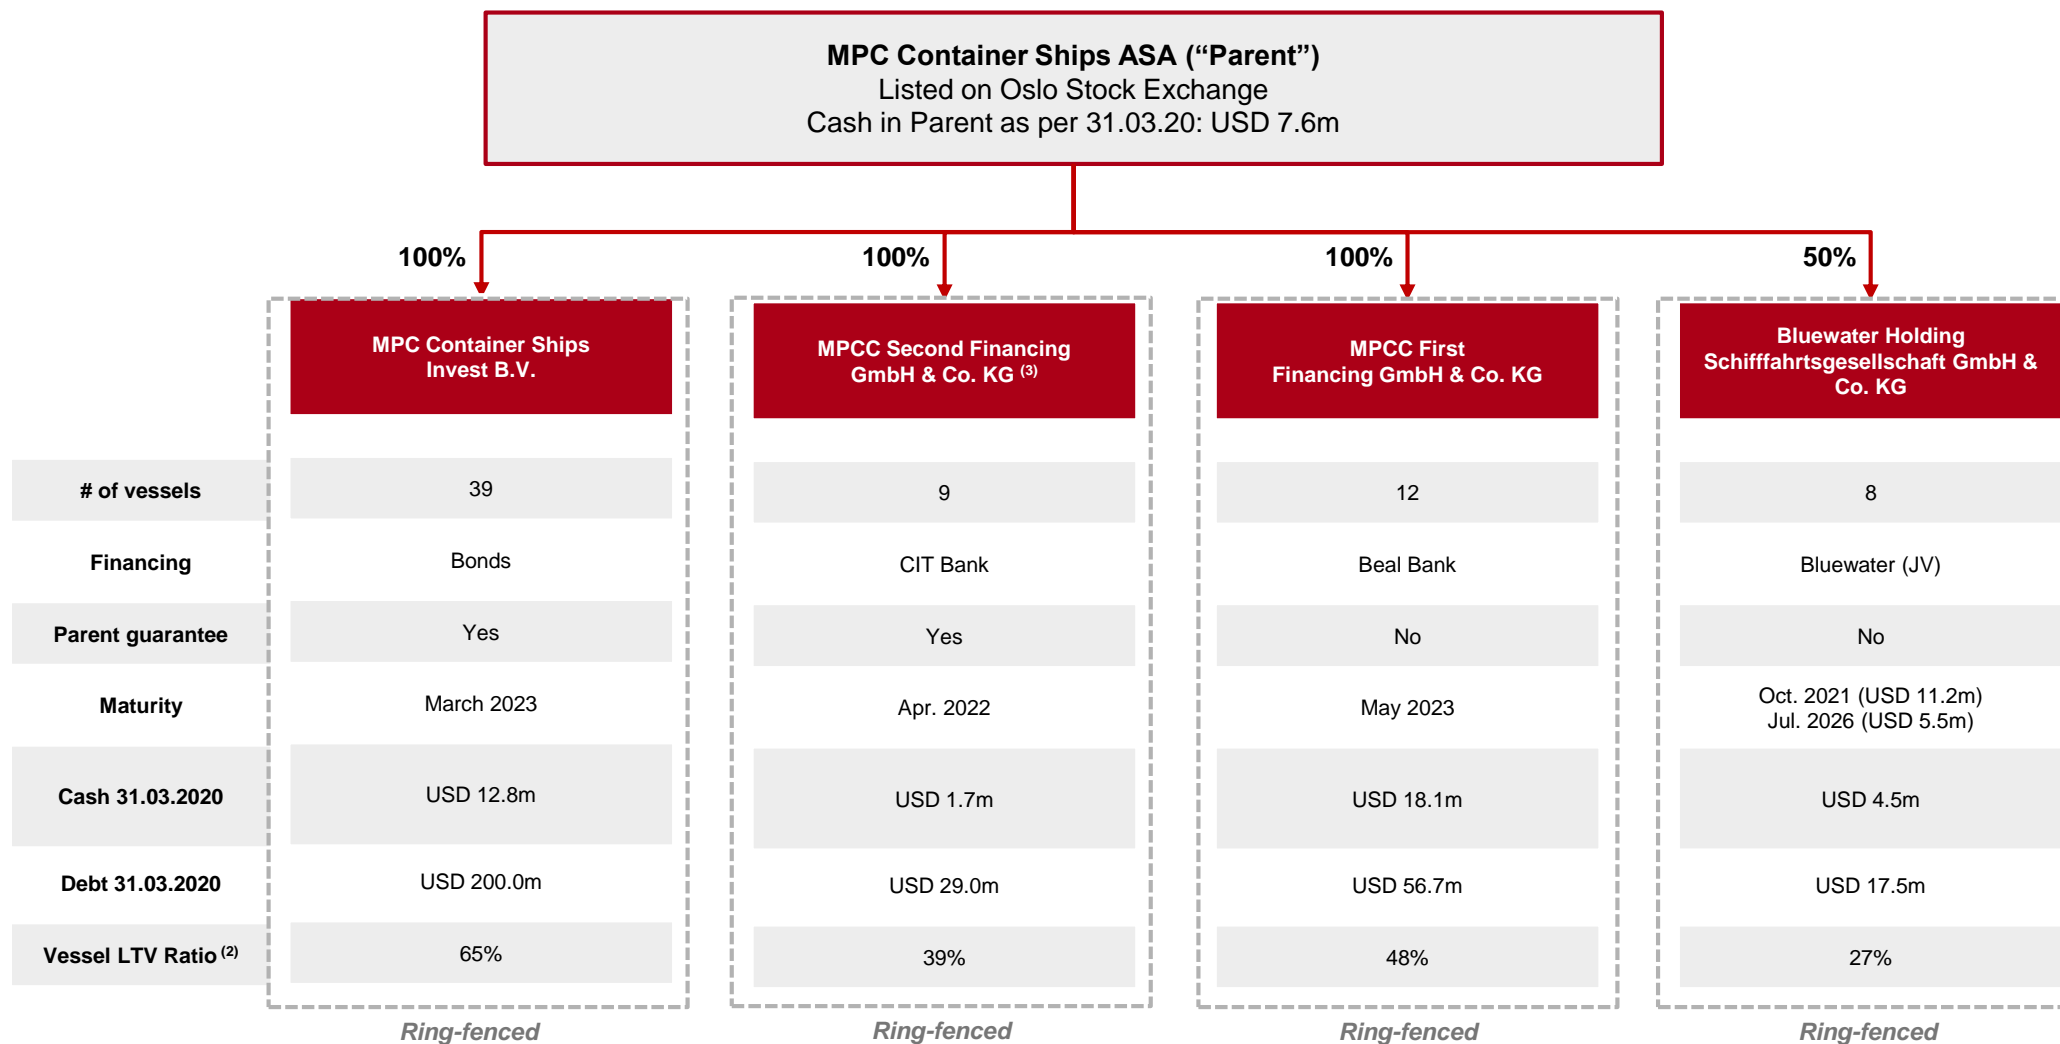 MPC Container Ships ASA (“Parent”)
Listed on Oslo Stock Exchange
Cash in Parent as per 31.03.20: USD 7.6m
100%
100%
100%
50%
MPC Container Ships
Invest B.V.
MPCC Second Financing
GmbH & Co. KG (3)
MPCC First
Financing GmbH & Co. KG
Bluewater Holding
Schifffahrtsgesellschaft GmbH &
Co. KG
# of vessels
39
9
12
8
Financing
Bonds
CIT Bank
Beal Bank
Bluewater (JV)
Parent guarantee
Yes
Yes
No
No
Maturity
March 2023
Apr. 2022
May 2023
Oct. 2021 (USD 11.2m)
Jul. 2026 (USD 5.5m)
Cash 31.03.2020
USD 12.8m
USD 1.7m
USD 18.1m
USD 4.5m
Debt 31.03.2020
USD 200.0m
USD 29.0m
USD 56.7m
USD 17.5m
Vessel LTV Ratio (2)
65%
39%
48%
27%
Ring-fenced
Ring-fenced
Ring-fenced
Ring-fenced